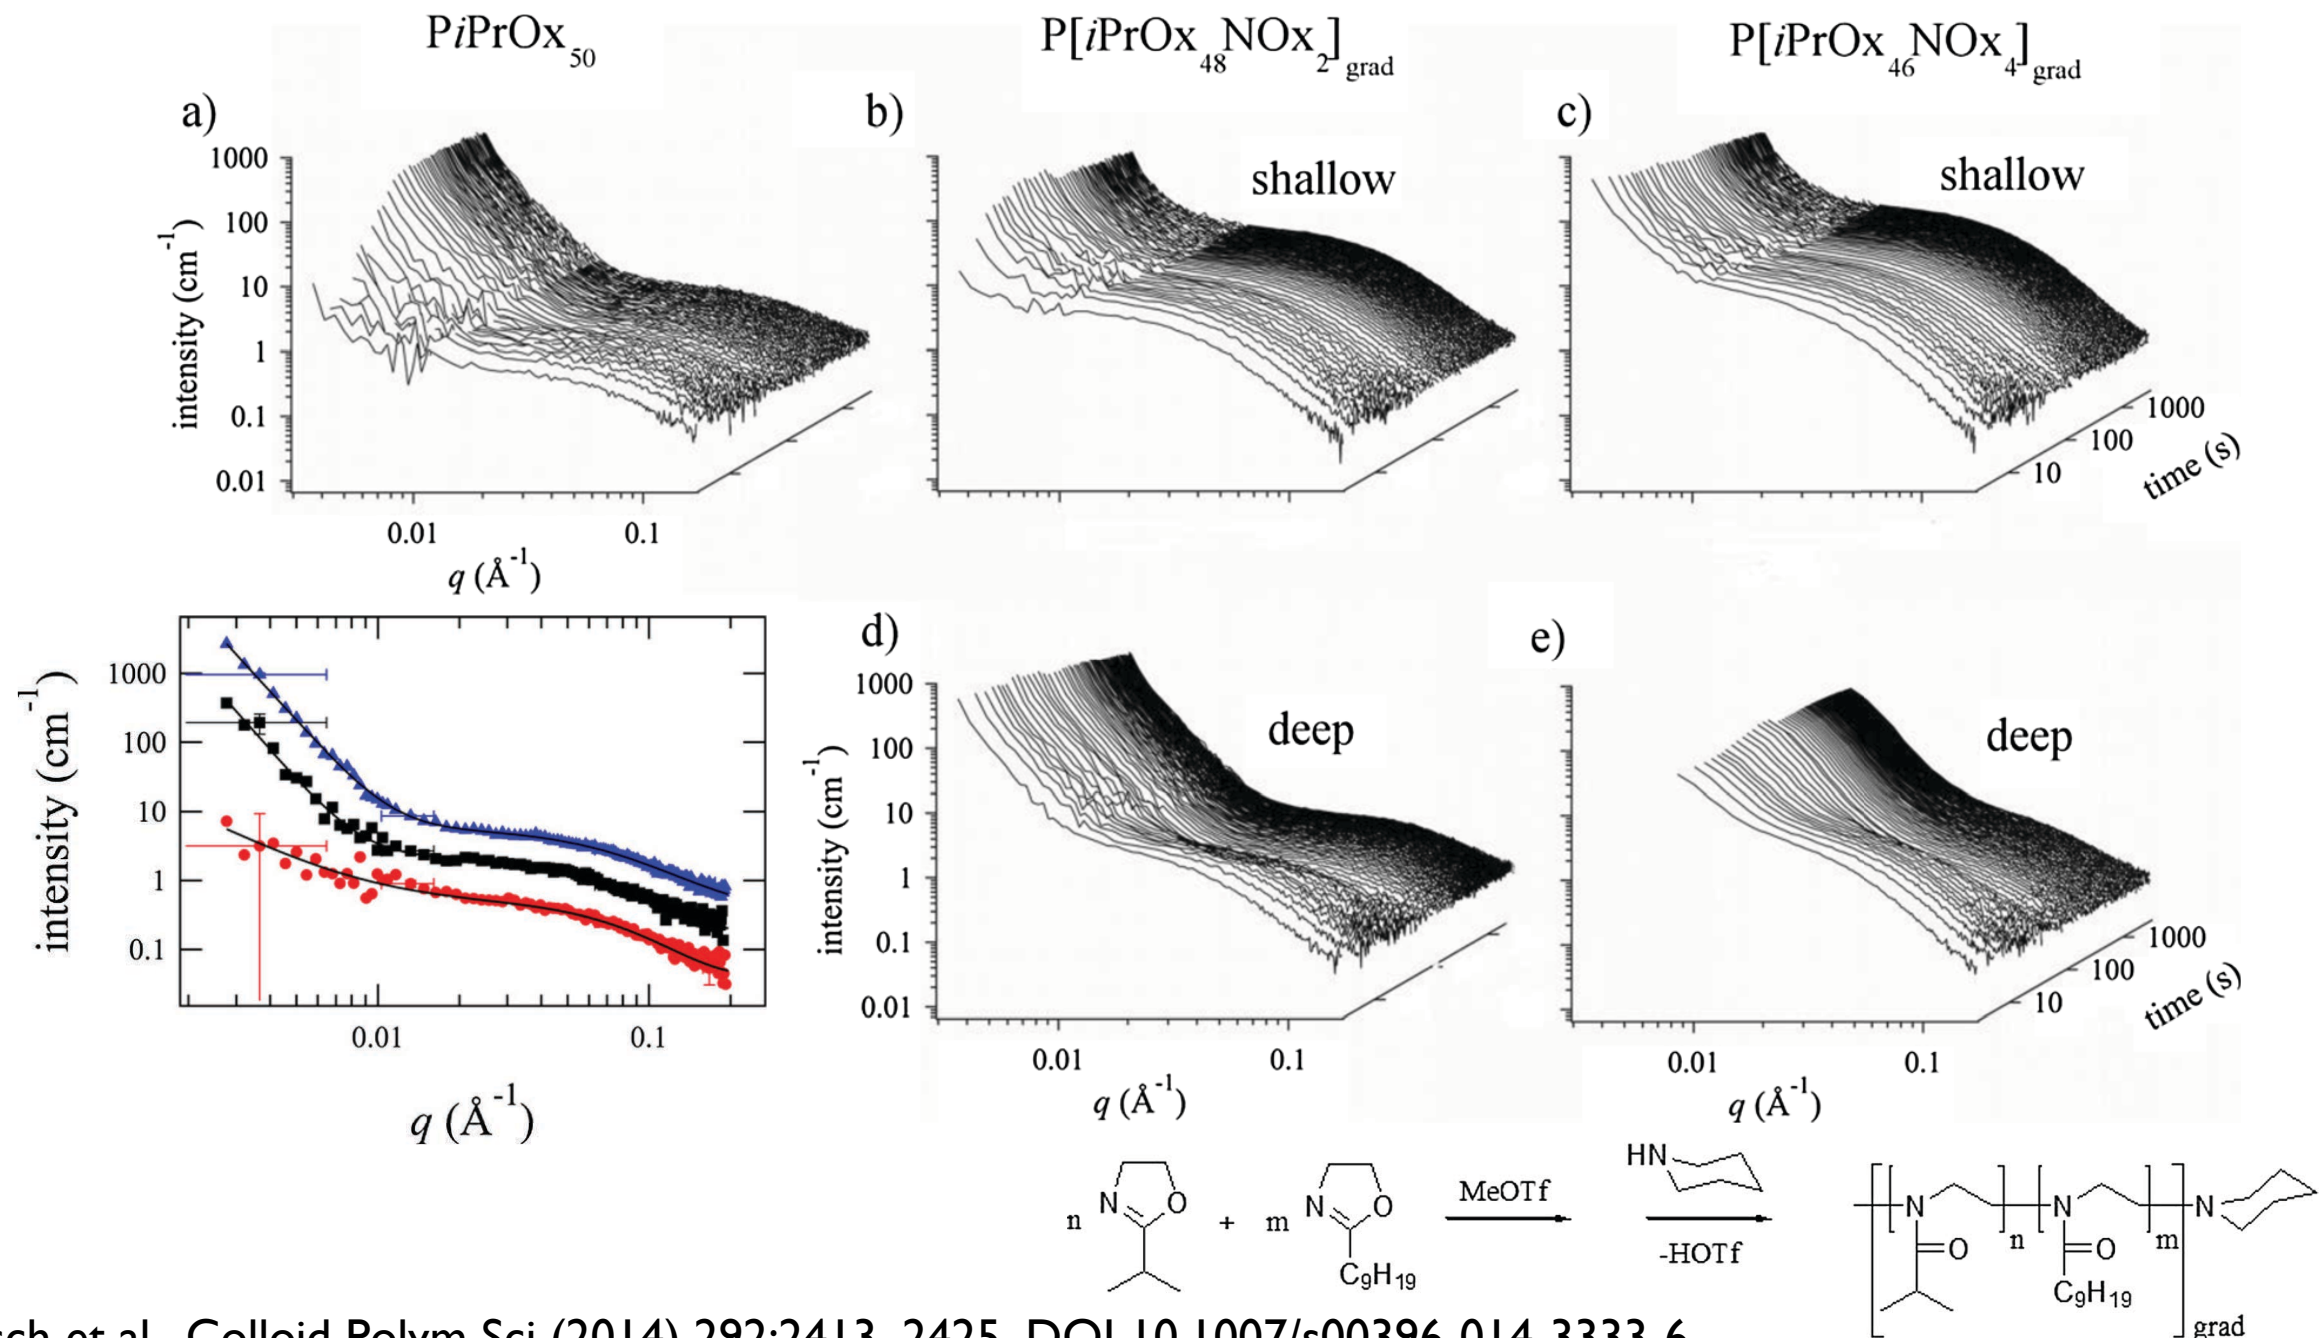 PiPrOx50
P[iPrOx48NOx2]grad
P[iPrOx46NOx4]grad
a)
b)
c)
shallow
shallow
1000
100
10
1
0.1
0.01
intensity (cm-1)
0.01
0.1
q (Å-1)
1000
100
10
time (s)
1000
100
10
1
0.1
intensity (cm-1)
0.01
0.1
q (Å-1)
d)
e)
deep
deep
1000
100
10
1
0.1
0.01
intensity (cm-1)
0.01
0.1
q (Å-1)
0.01
0.1
q (Å-1)
1000
100
10
time (s)
n
N
O
+
m
N
O
C9H19
MeOTf
HN
-HOTf
N
O
n
N
O
C9H19
m
N
grad
et al., Colloid Polym Sci (2014) 292:2413–2425, DOI 10.1007/s00396-014-3333-6